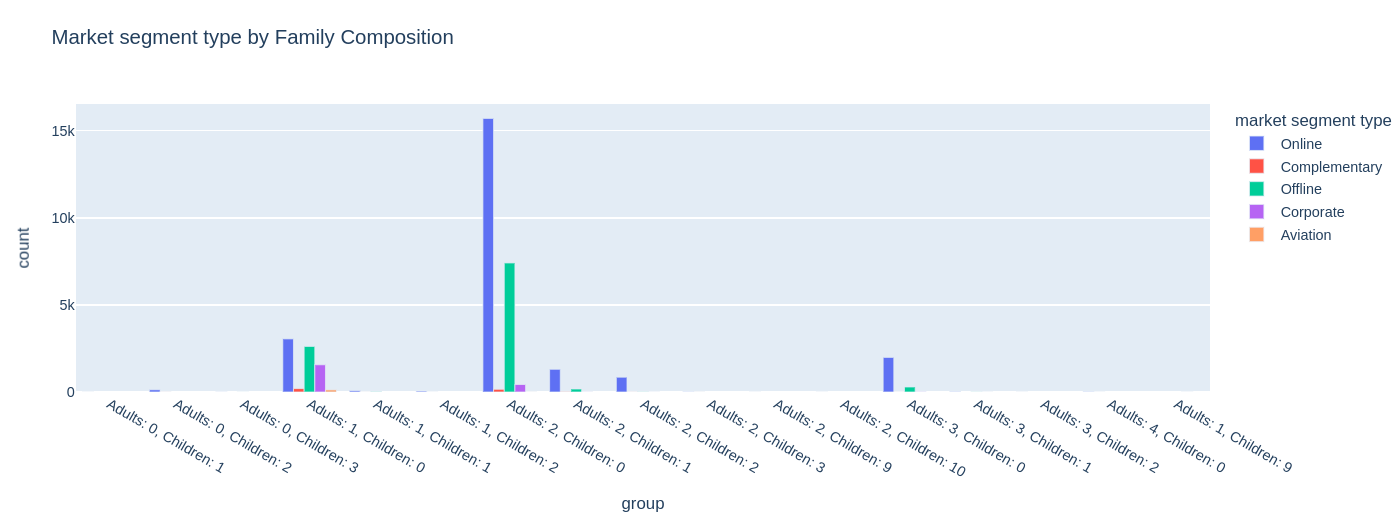 Market segment type by Family Composition
market segment type
Online
Complementary
Offline
Corporate
Aviation
count
15k
10k
5k
0
Adults: 0, Children: 1
Adults: 0, Children: 2
Adults: 0, Children: 3
Adults: 1, Children: 0
Adults: 1, Children: 1
Adults: 1, Children: 2
Adults: 2, Children: 0
Adults: 2, Children: 1
Adults: 2, Children: 2
Adults: 2, Children: 3
Adults: 2, Children: 9
Adults: 2, Children: 10
Adults: 3, Children: 0
Adults: 3, Children: 1
Adults: 3, Children: 2
Adults: 4, Children: 0
Adults: 1, Children: 9
group